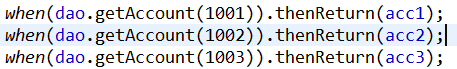 when(dao.getAccount(1001)).thenReturn(acc1);
when(dao.getAccount(1002)).thenReturn(acc2);
when(dao.getAccount(1003)).thenReturn(acc3);